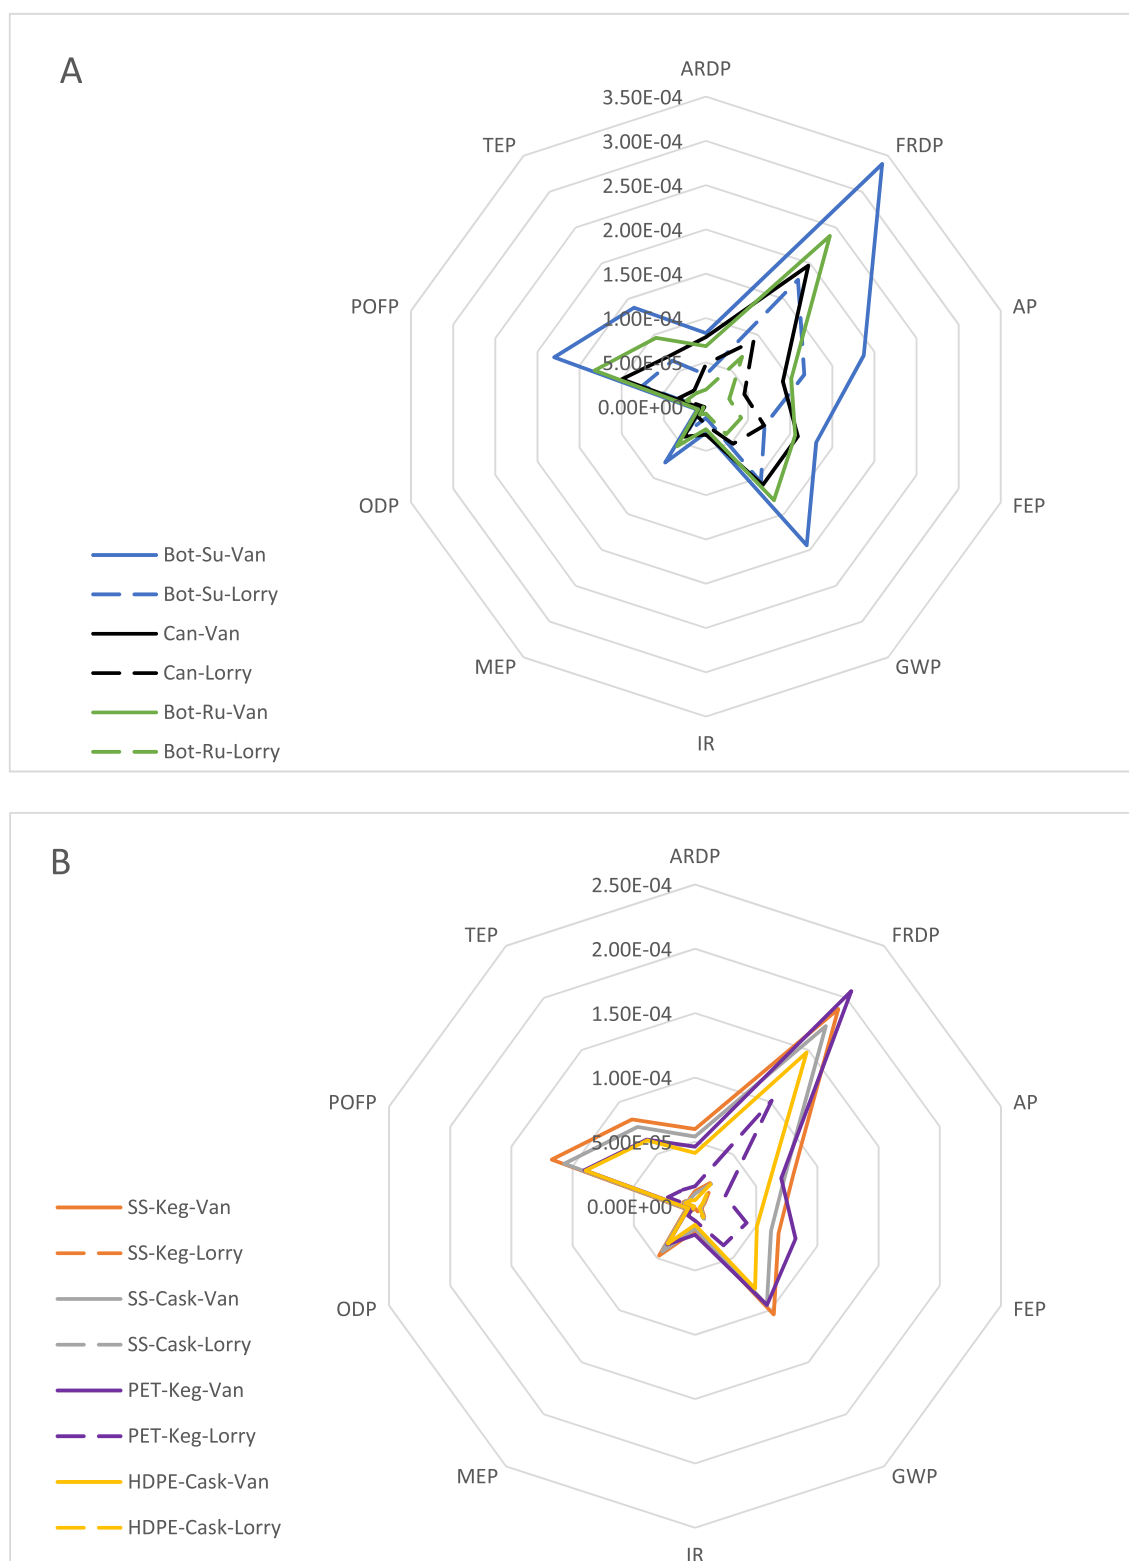 A
ARDP
3.50E-04
3.00E-04
2.50E-04
2.00E-04
1.50E-04
1.00E-04
5.00E-05
0.00E+00
FRDP
AP
FEP
GWP
IR
MEP
ODP
POFP
TEP
Bot-Su-Van
Bot-Su-Lorry
Can-Van
Can-Lorry
Bot-Ru-Van
Bot-Ru-Lorry
B
ARDP
2.50E-04
2.00E-04
1.50E-04
1.00E-04
5.00E-05
0.00E+00
FRDP
AP
FEP
GWP
IR
MEP
ODP
POFP
TEP
SS-Keg-Van
SS-Keg-Lorry
SS-Cask-Van
SS-Cask-Lorry
PET-Keg-Van
PET-Keg-Lorry
HDPE-Cask-Van
HDPE-Cask-Lorry